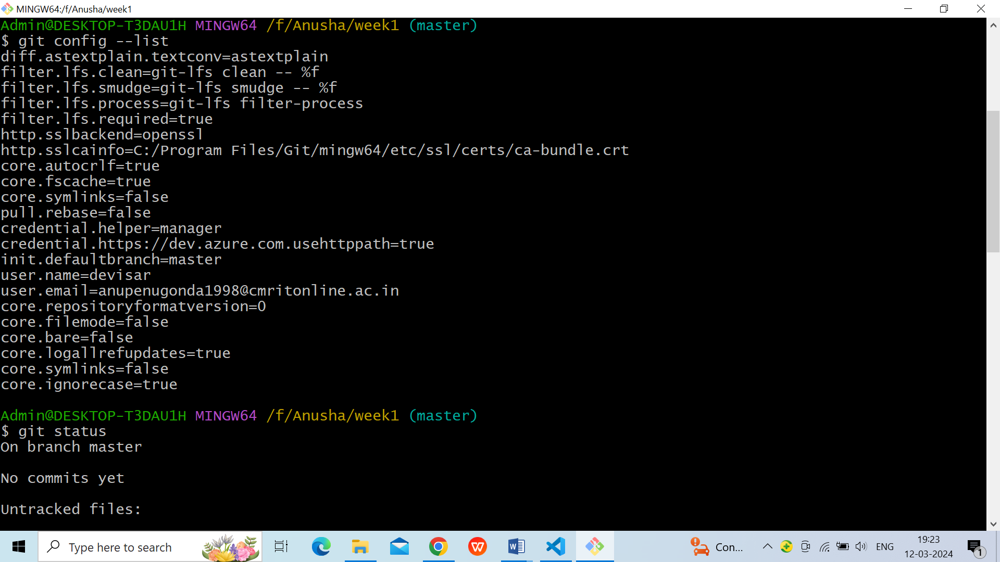 MINGW64:/f/Anusha/week1
Admin@DESKTOP-T3DAU1H MINGW64 /f/Anusha/week1 (master)
$ git config --list
diff.astextplain.textconv=astextplain
filter.lfs.clean=git-lfs clean -- %f
filter.lfs.smudge=git-lfs smudge -- %f
filter.lfs.process=git-lfs filter-process
filter.lfs.required=true
http.sslbackend=openssl
http.sslcainfo=C:/Program Files/Git/mingw64/etc/ssl/certs/ca-bundle.crt
core.autocrlf=true
core.fscache=true
core.symlinks=false
pull.rebase=false
credential.helper=manager
credential.https://dev.azure.com.usehttppath=true
init.defaultbranch=master
user.name=devisar
user.email=anupenugonda1998@cmritonline.ac.in
core.repositoryformatversion=0
core.filemode=false
core.bare=false
core.logallrefupdates=true
core.symlinks=false
core.ignorecase=true
Admin@DESKTOP-T3DAU1H MINGW64 /f/Anusha/week1 (master)
$ git status
On branch master
No commits yet
Untracked files:
Type here to search
Con...
ENG
19:23
12-03-2024
1